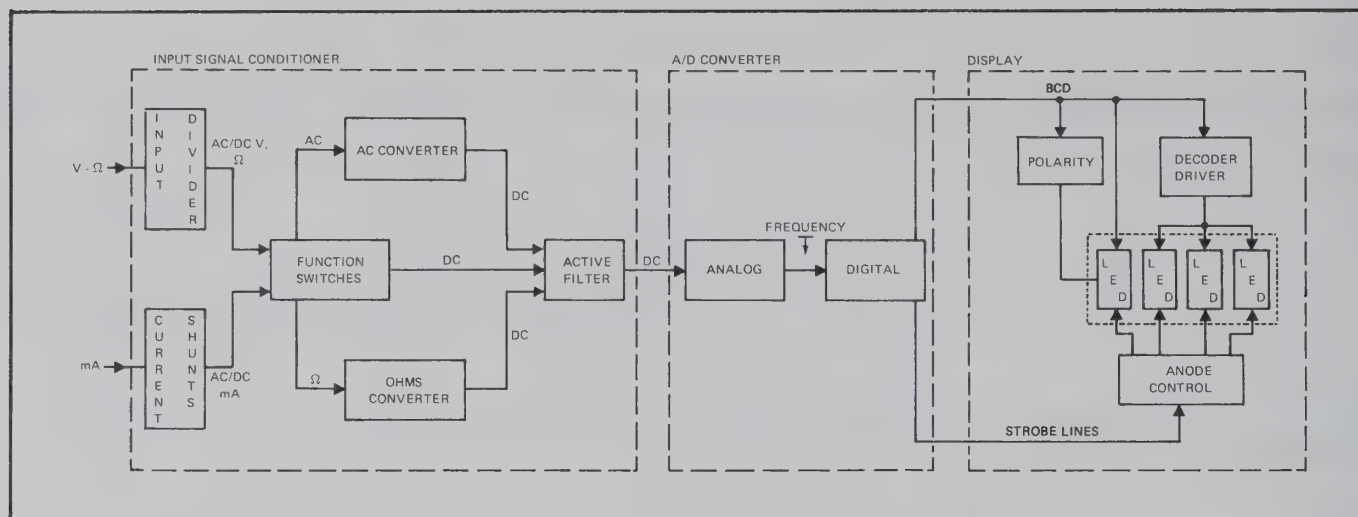 INPUT SIGNAL CONDITIONER
INPUT
DIVIDER
V - Ω
AC/DC V,
Ω
CURRENT
SHUNTS
mA
AC/DC
mA
FUNCTION
SWITCHES
AC
AC CONVERTER
DC
DC
Ω
OHMS
CONVERTER
DC
ACTIVE
FILTER
DC
A/D CONVERTER
ANALOG
FREQUENCY
DIGITAL
DISPLAY
BCD
POLARITY
DECODER
DRIVER
LED
LED
LED
LED
ANODE
CONTROL
STROBE LINES